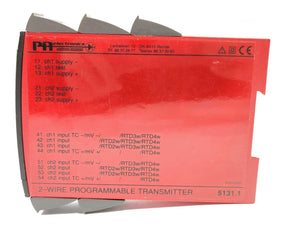 PR electronics
11 ch1 supply -
12 ch1 test
13 ch1 supply +
21 ch2 supply -
22 ch2 test
23 ch2 supply +
41 ch1 input TC -/mV -/ /RTD3w/RTD4w
42 ch1 input /RTD2w/RTD3w/RTD4w
43 ch1 input /RTD2w/RTD3w/RTD4w
44 ch1 input TC +/mV +/ /RTD4w
51 ch2 input TC -/mV -/ /RTD3w/RTD4w
52 ch2 input /RTD2w/RTD3w/RTD4w
53 ch2 input /RTD2w/RTD3w/RTD4w
54 ch2 input TC +/mV +/ /RTD4w
2-WIRE PROGRAMMABLE TRANSMITTER 5131.1